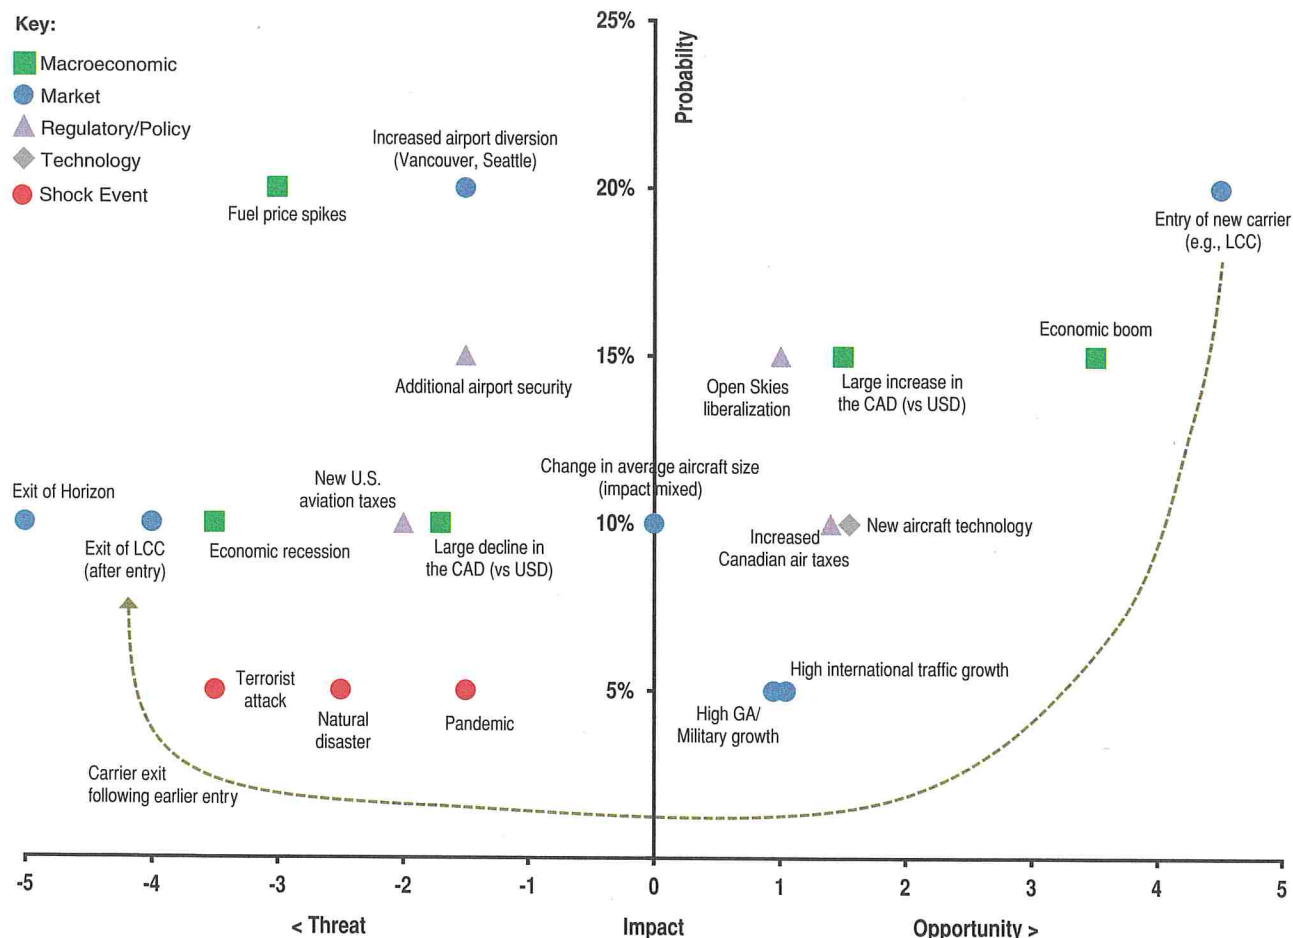 Key:
Macroeconomic
Market
Regulatory/Policy
Technology
Shock Event
25%
Probabilty
Increased airport diversion
(Vancouver, Seattle)
20%
Fuel price spikes
Entry of new carrier
(e.g., LCC)
Economic boom
15%
Additional airport security
Open Skies
liberalization
Large increase in
the CAD (vs USD)
Change in average aircraft size
(impact mixed)
New U.S.
aviation taxes
Exit of Horizon
10%
Exit of LCC
(after entry)
Economic recession
Large decline in
the CAD (vs USD)
Increased
Canadian air taxes
New aircraft technology
Terrorist
attack
Natural
disaster
Pandemic
5%
High international traffic growth
High GA/
Military growth
Carrier exit
following earlier entry
-5 -4 -3 -2 -1 0 1 2 3 4 5
< Threat Impact Opportunity >